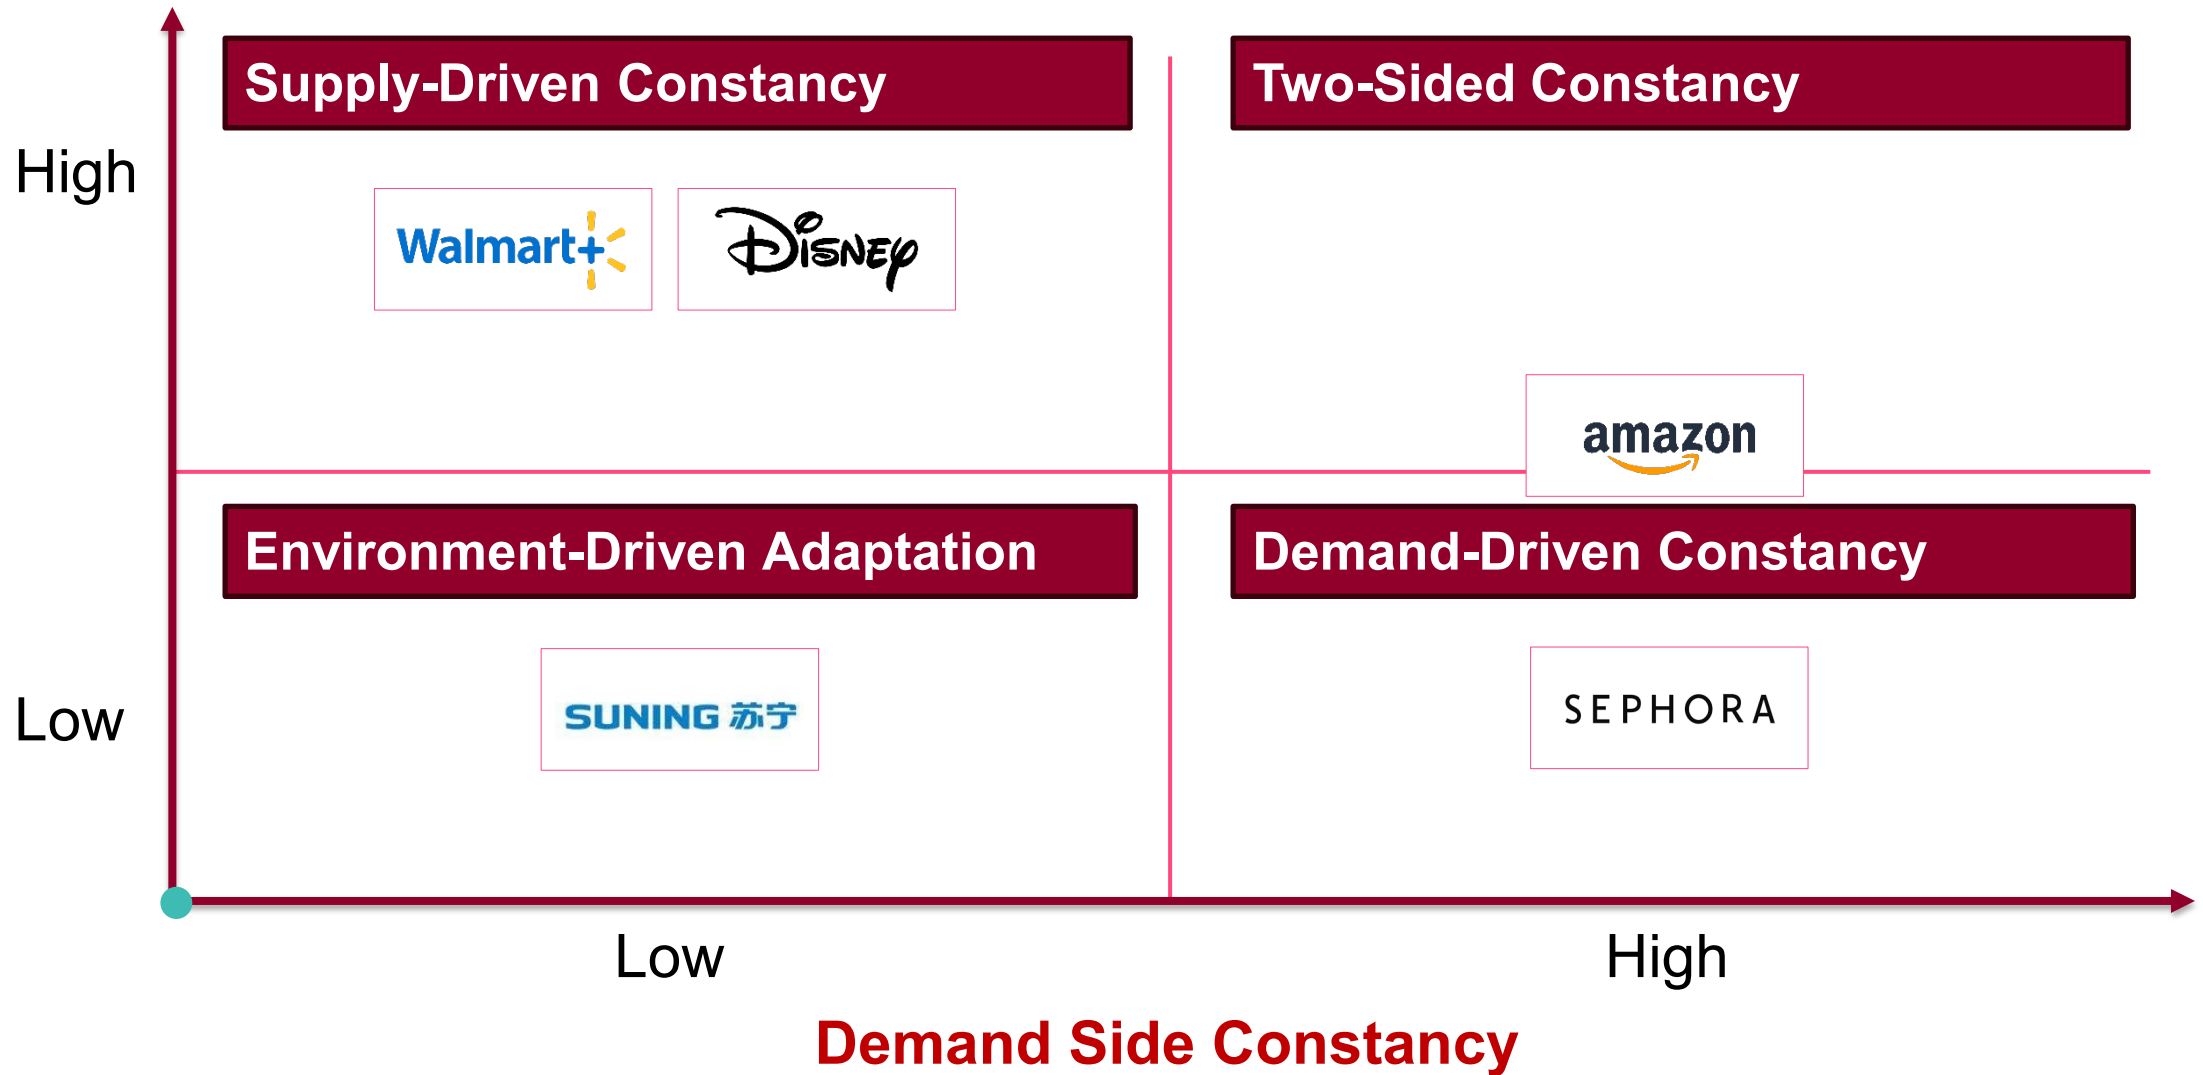 Supply-Driven Constancy
Two-Sided Constancy
High
Walmart+
Disney
amazon
Environment-Driven Adaptation
Demand-Driven Constancy
Low
SUNING 苏宁
SEPHORA
Low
High
Demand Side Constancy